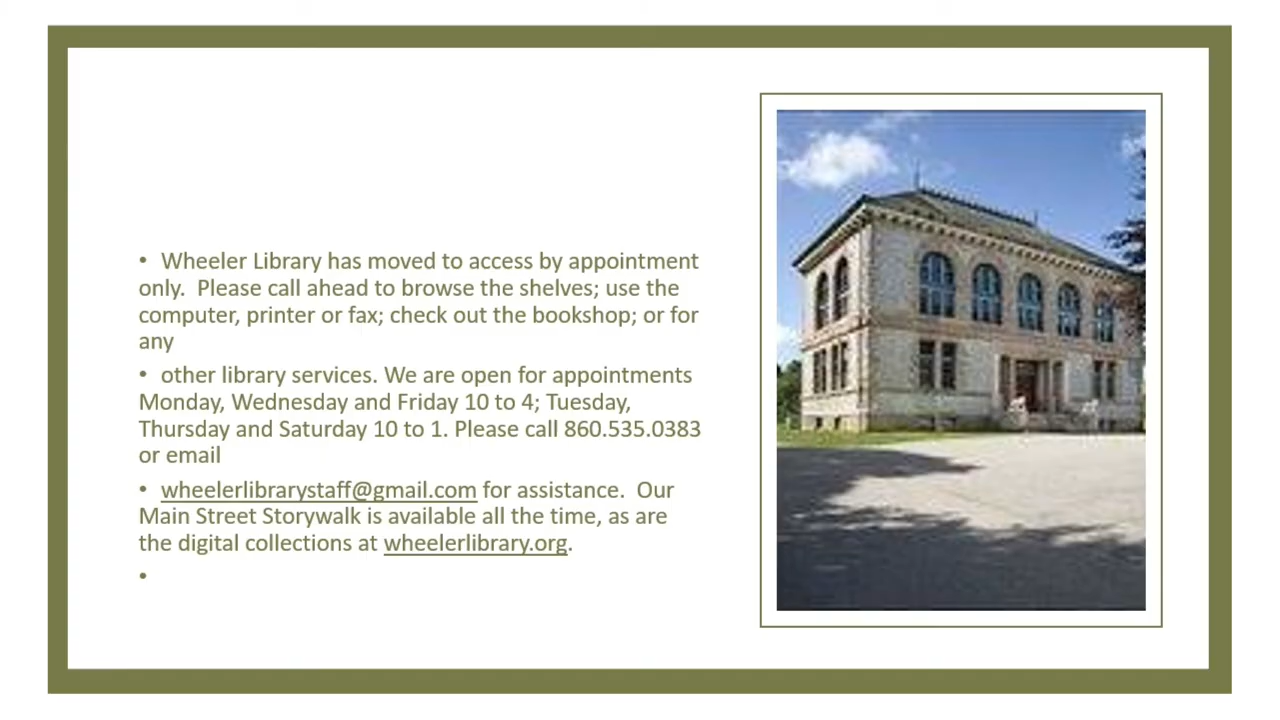 • Wheeler Library has moved to access by appointment
only.  Please call ahead to browse the shelves; use the
computer, printer or fax; check out the bookshop; or for
any
• other library services. We are open for appointments
Monday, Wednesday and Friday 10 to 4; Tuesday,
Thursday and Saturday 10 to 1. Please call 860.535.0383
or email
• wheelerlibrarystaff@gmail.com for assistance.  Our
Main Street Storywalk is available all the time, as are
the digital collections at wheelerlibrary.org.
•